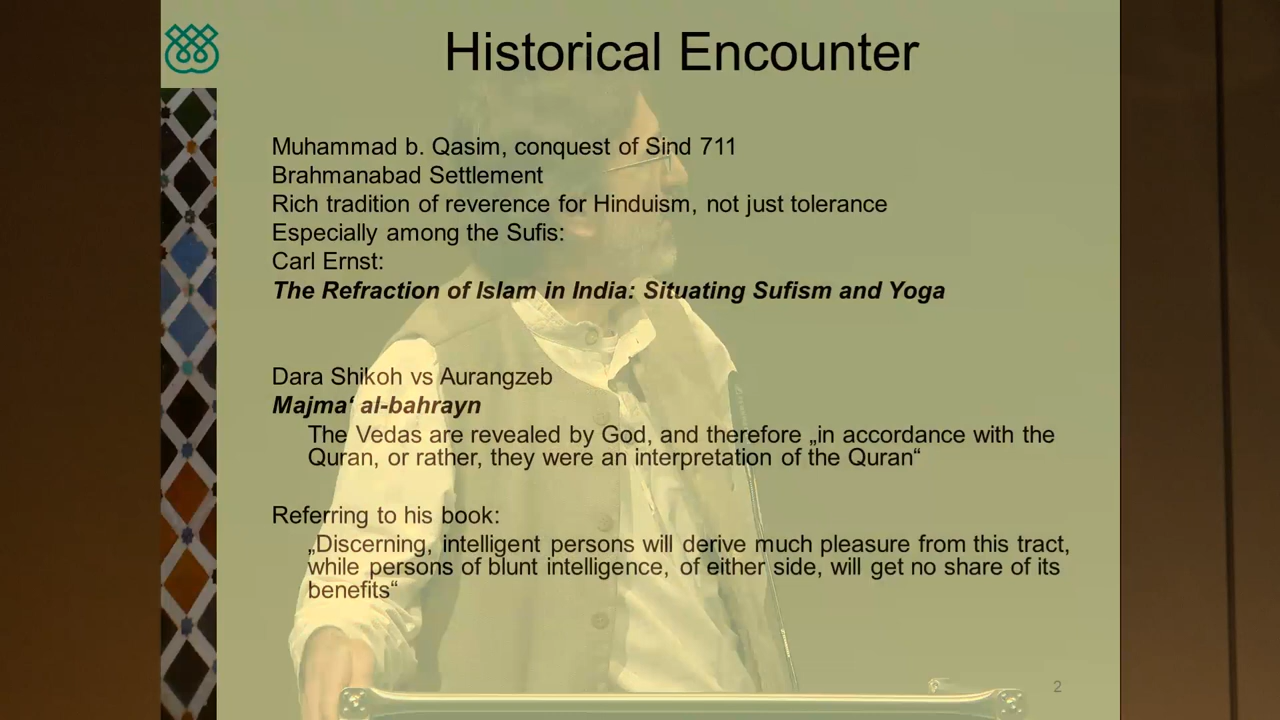 Historical Encounter
Muhammad b. Qasim, conquest of Sind 711
Brahmanabad Settlement
Rich tradition of reverence for Hinduism, not just tolerance
Especially among the Sufis:
Carl Ernst:
The Refraction of Islam in India: Situating Sufism and Yoga
Dara Shikoh vs Aurangzeb
Majma‘ al-bahrayn
The Vedas are revealed by God, and therefore „in accordance with the
Quran, or rather, they were an interpretation of the Quran“
Referring to his book:
„Discerning, intelligent persons will derive much pleasure from this tract,
while persons of blunt intelligence, of either side, will get no share of its
benefits“
2